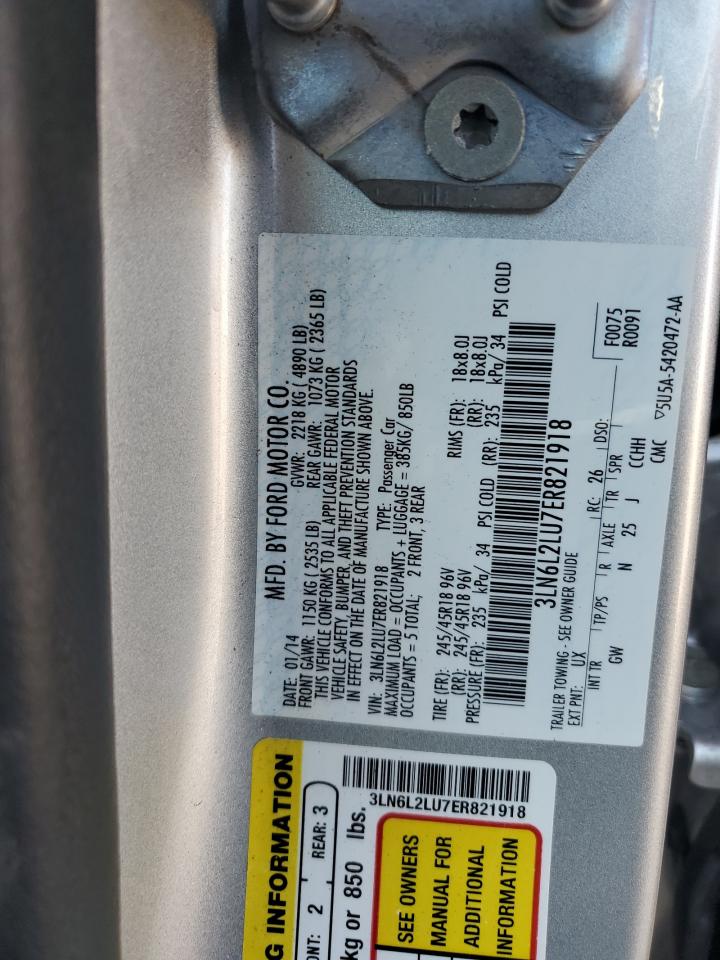 MFD. BY FORD MOTOR CO.
DATE: 01/14 GVWR: 2218 KG ( 4890 LB)
FRONT GAWR: 1150 KG ( 2535 LB) REAR GAWR: 1073 KG ( 2365 LB)
THIS VEHICLE CONFORMS TO ALL APPLICABLE FEDERAL MOTOR
VEHICLE SAFETY, BUMPER, AND THEFT PREVENTION STANDARDS
IN EFFECT ON THE DATE OF MANUFACTURE SHOWN ABOVE.
VIN: 3LN6L2LU7ER821918 TYPE: Passenger Car
MAXIMUM LOAD = OCCUPANTS + LUGGAGE = 385KG/ 850LB
OCCUPANTS = 5 TOTAL; 2 FRONT, 3 REAR
TIRE (FR): 245/45R18 96V RIMS (FR): 18x8.0J
(RR): 245/45R18 96V (RR): 18x8.0J
PRESSURE (FR): 235 kPa/ 34 PSI COLD (RR): 235 kPa/ 34 PSI COLD
3LN6L2LU7ER821918
TRAILER TOWING - SEE OWNER GUIDE
EXT PNT: UX RC: 26 DSO: F0075
INT TR TP/PS R AXLE TR SPR R0091
GW N 25 J CCHH
CMC ▽5U5A-5420472-AA
G INFORMATION
ONT: 2 REAR: 3
kg or 850 lbs.
3LN6L2LU7ER821918
SEE OWNERS
MANUAL FOR
ADDITIONAL
INFORMATION